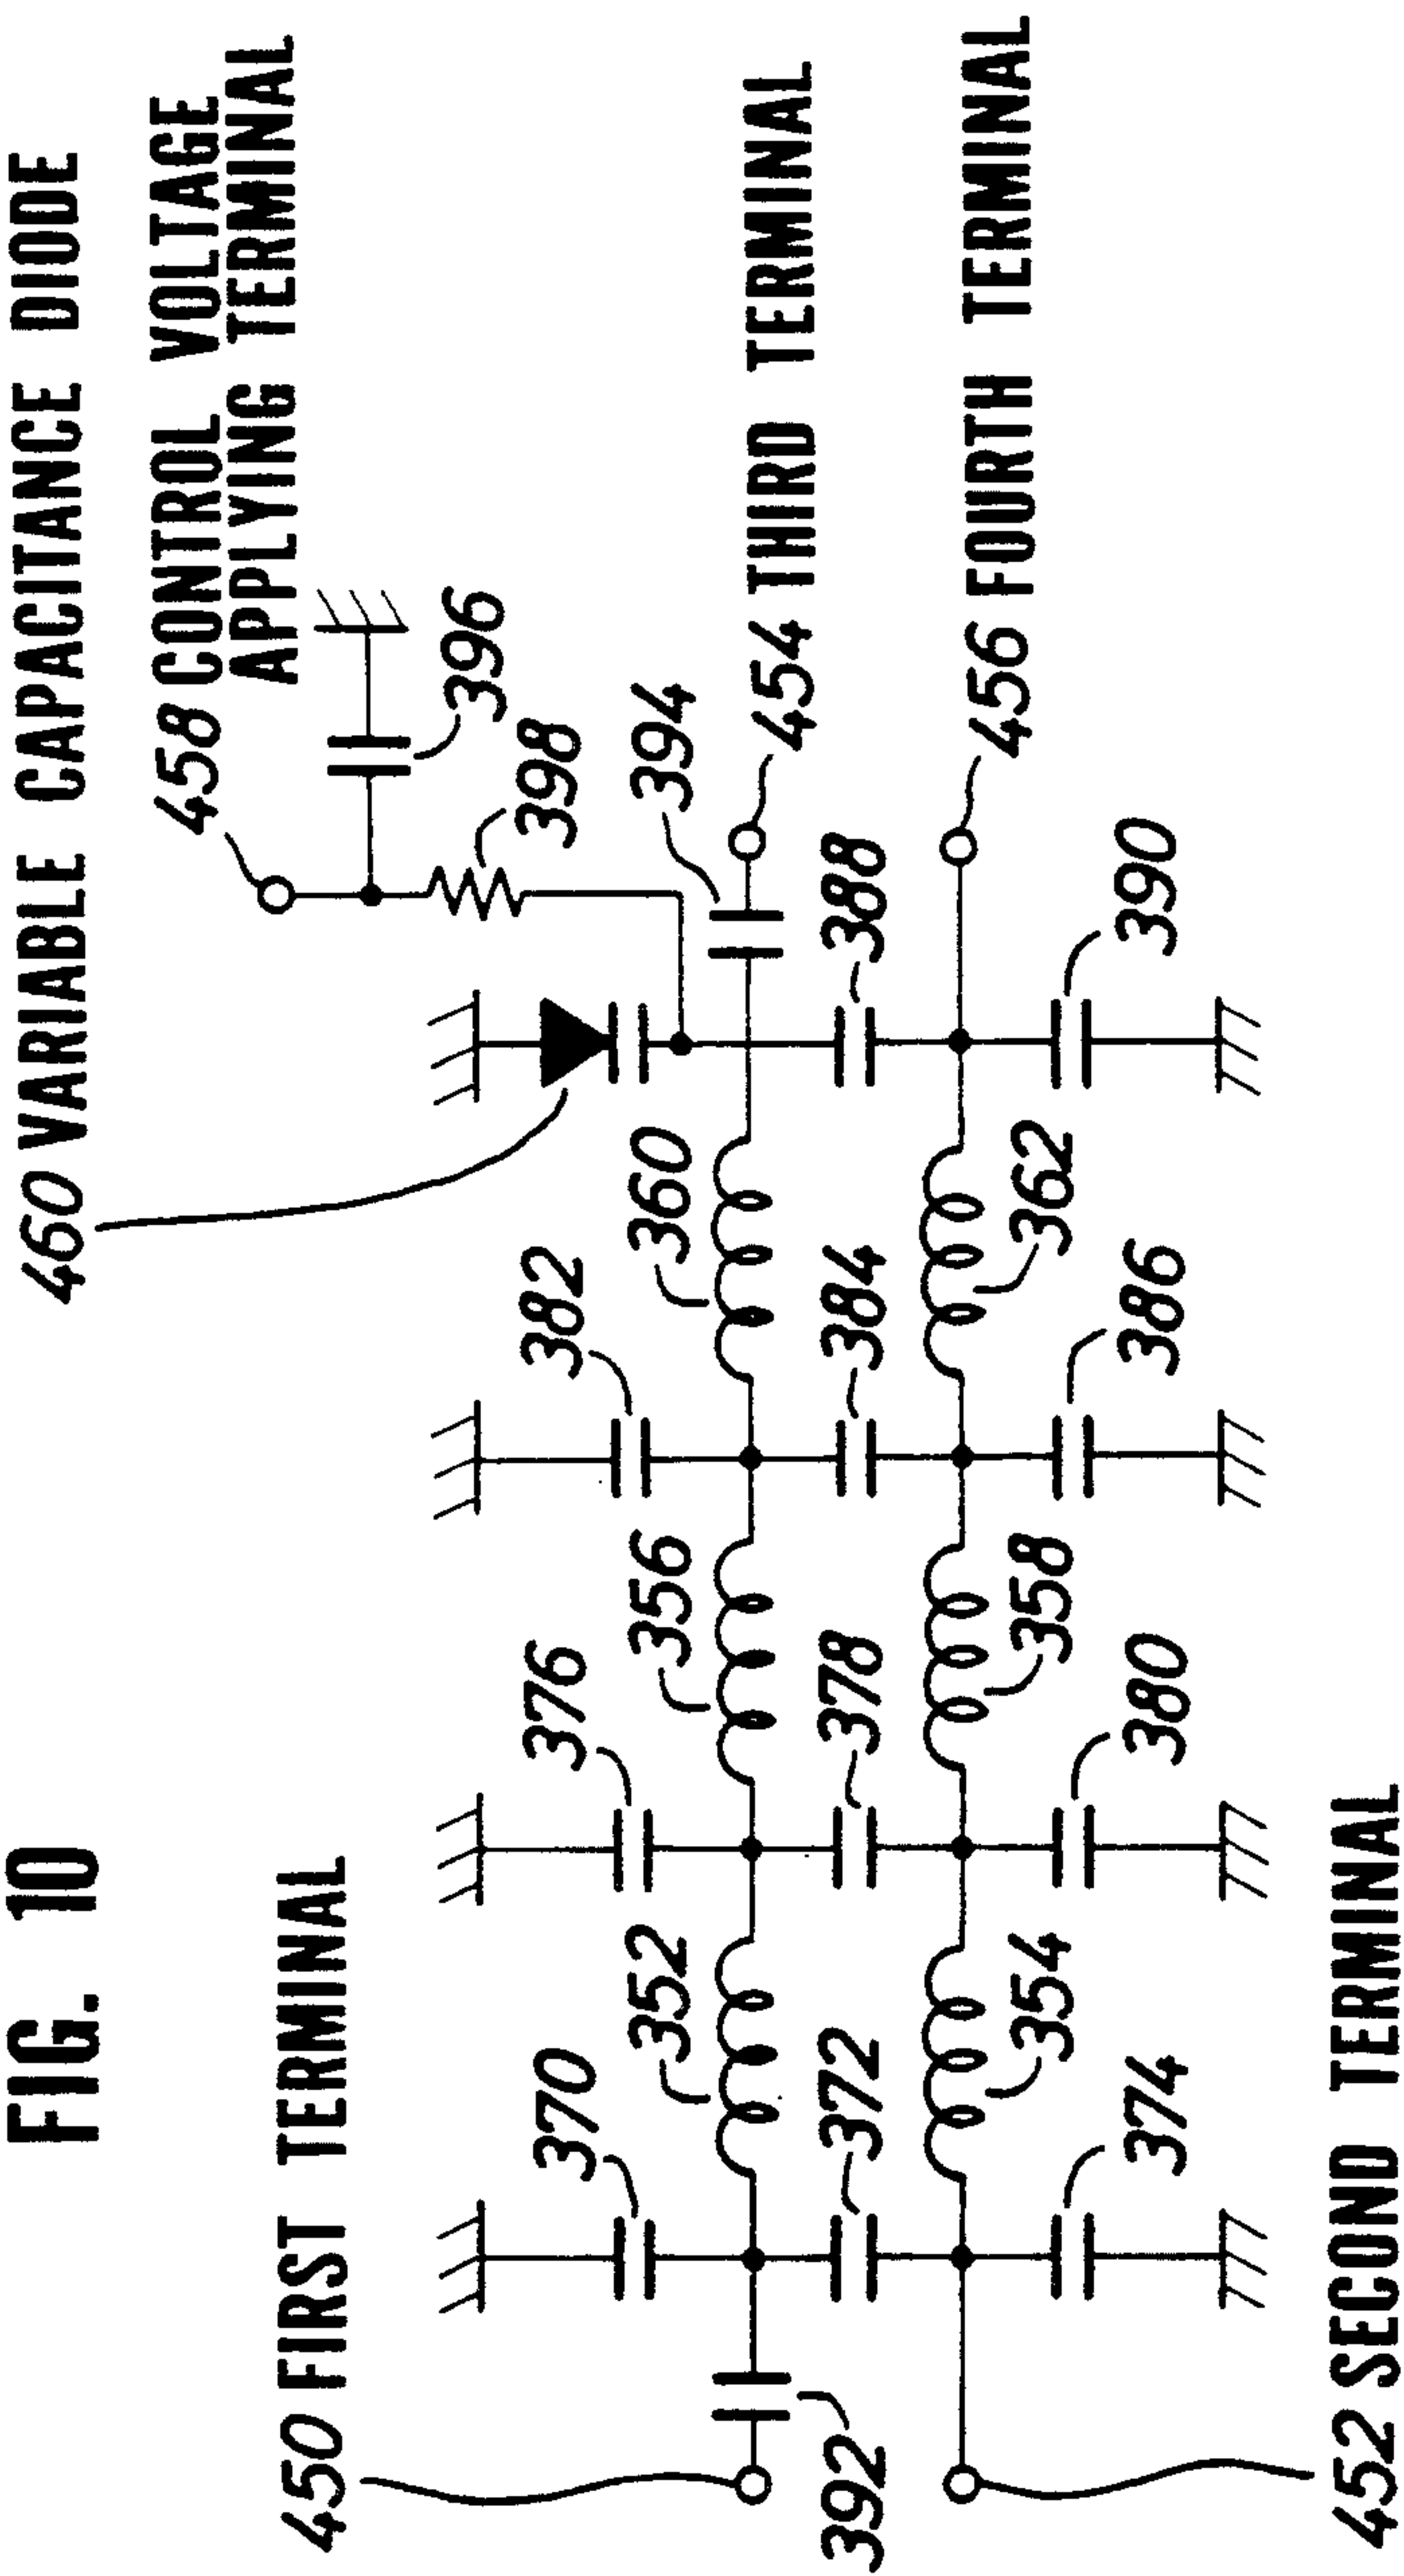 FIG. 10
460 VARIABLE CAPACITANCE DIODE
458 CONTROL VOLTAGE
APPLYING TERMINAL
450 FIRST TERMINAL
396
398
370
376
382
394
352
356
360
454 THIRD TERMINAL
392
372
378
384
388
456 FOURTH TERMINAL
354
358
362
374
380
386
390
452 SECOND TERMINAL